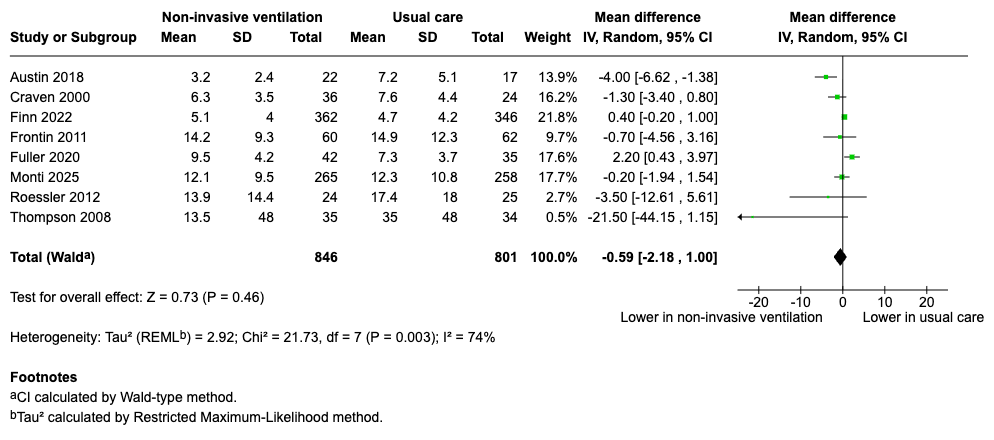 Non-invasive ventilation Usual care Mean difference Mean difference
Study or Subgroup Mean SD Total Mean SD Total Weight IV, Random, 95% CI IV, Random, 95% CI
Austin 2018 3.2 2.4 22 7.2 5.1 17 13.9% -4.00 [-6.62 , -1.38]
Craven 2000 6.3 3.5 36 7.6 4.4 24 16.2% -1.30 [-3.40 , 0.80]
Finn 2022 5.1 4 362 4.7 4.2 346 21.8% 0.40 [-0.20 , 1.00]
Frontin 2011 14.2 9.3 60 14.9 12.3 62 9.7% -0.70 [-4.56 , 3.16]
Fuller 2020 9.5 4.2 42 7.3 3.7 35 17.6% 2.20 [0.43 , 3.97]
Monti 2025 12.1 9.5 265 12.3 10.8 258 17.7% -0.20 [-1.94 , 1.54]
Roessler 2012 13.9 14.4 24 17.4 18 25 2.7% -3.50 [-12.61 , 5.61]
Thompson 2008 13.5 48 35 35 48 34 0.5% -21.50 [-44.15 , 1.15]
Total (Waldᵃ) 846 801 100.0% -0.59 [-2.18 , 1.00]
Test for overall effect: Z = 0.73 (P = 0.46)
-20 -10 0 10 20
Lower in non-invasive ventilation Lower in usual care
Heterogeneity: Tau² (REMLᵇ) = 2.92; Chi² = 21.73, df = 7 (P = 0.003); I² = 74%
Footnotes
ᵃCI calculated by Wald-type method.
ᵇTau² calculated by Restricted Maximum-Likelihood method.